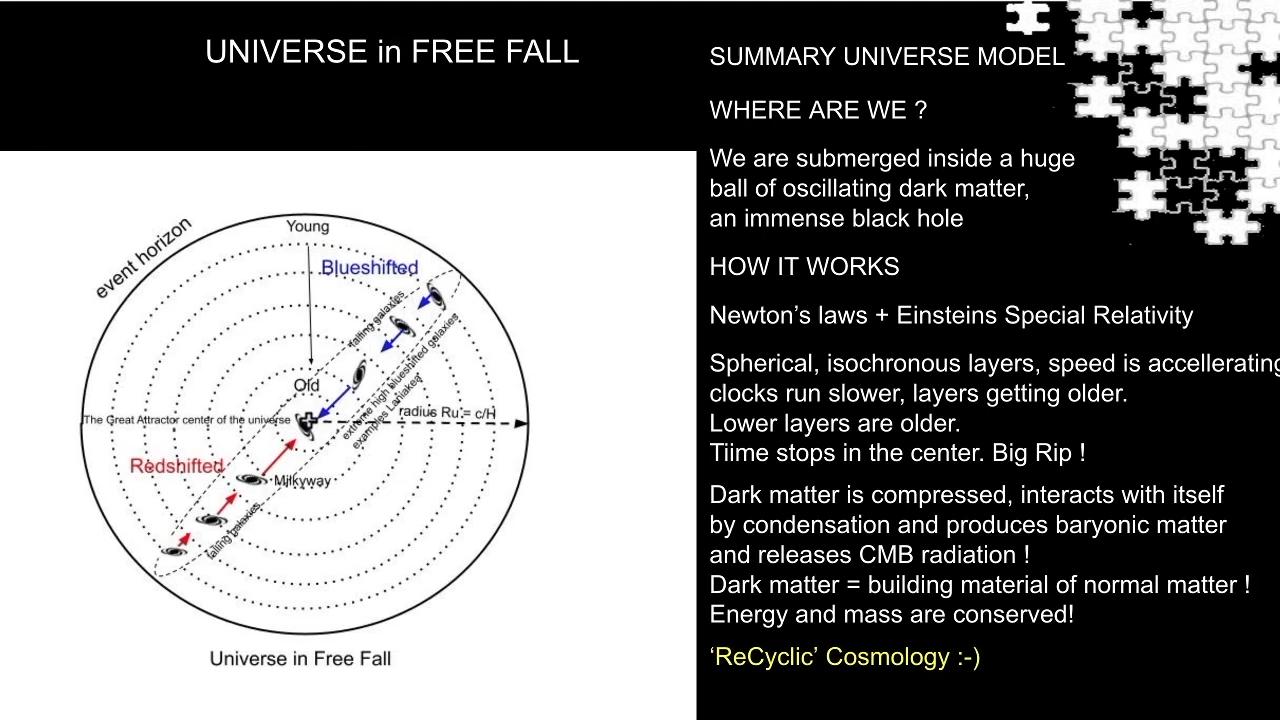 UNIVERSE in FREE FALL
event horizon
Young
Blueshifted
falling galaxies
extreme high blueshifted galaxies
examples Laniakea
Old
The Great Attractor center of the universe
radius Ru = c/H
Redshifted
Milkyway
falling galaxies
Universe in Free Fall
SUMMARY UNIVERSE MODEL
WHERE ARE WE ?
We are submerged inside a huge
ball of oscillating dark matter,
an immense black hole
HOW IT WORKS
Newton’s laws + Einsteins Special Relativity
Spherical, isochronous layers, speed is accellerating
clocks run slower, layers getting older.
Lower layers are older.
Tiime stops in the center. Big Rip !
Dark matter is compressed, interacts with itself
by condensation and produces baryonic matter
and releases CMB radiation !
Dark matter = building material of normal matter !
Energy and mass are conserved!
‘ReCyclic’ Cosmology :-)